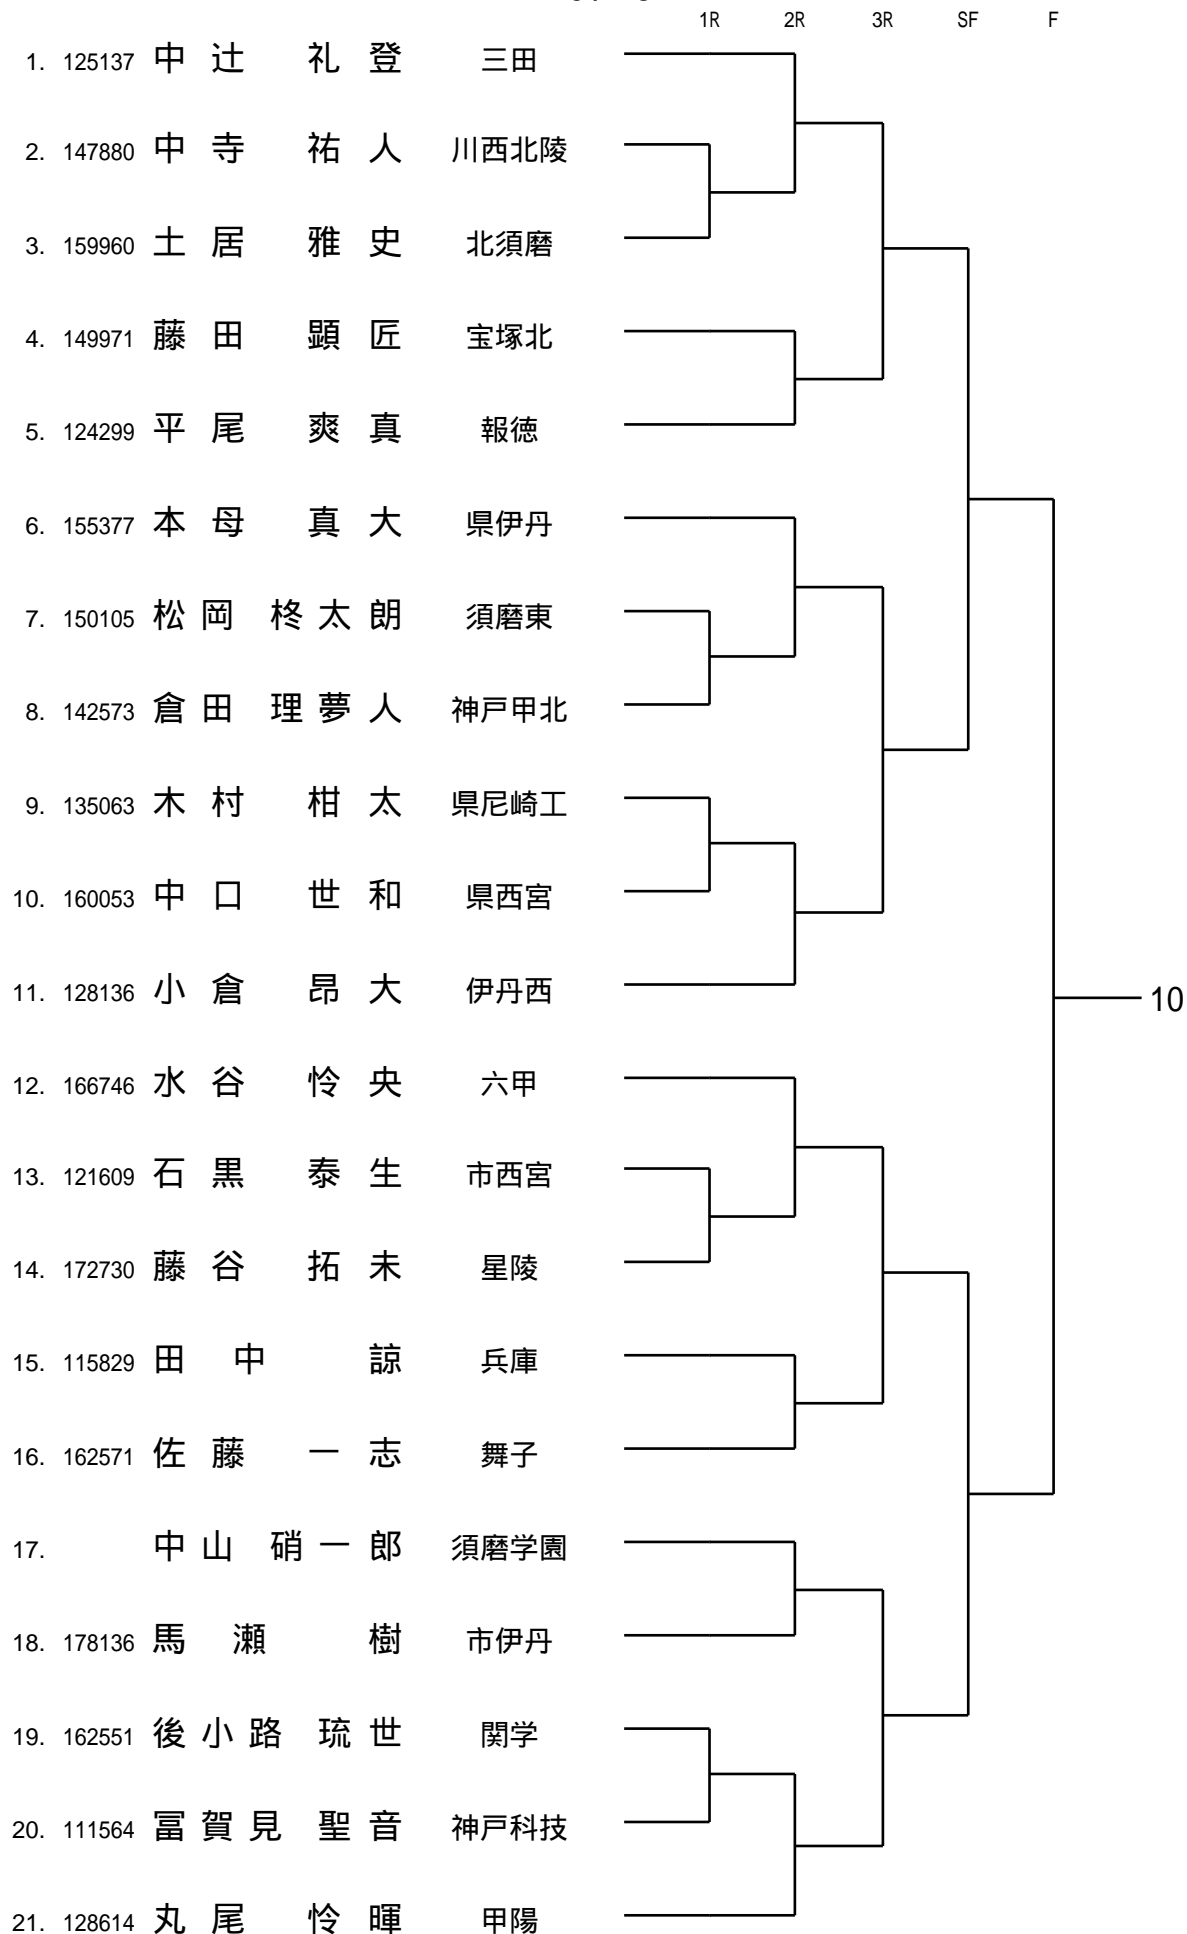 1R 2R 3R SF F
1. 125137 中辻 礼登 三田
2. 147880 中寺 祐人 川西北陵
3. 159960 土居 雅史 北須磨
4. 149971 藤田 顕匠 宝塚北
5. 124299 平尾 爽真 報徳
6. 155377 本母 真大 県伊丹
7. 150105 松岡 柊太朗 須磨東
8. 142573 倉田 理夢人 神戸甲北
9. 135063 木村 柑太 県尼崎工
10. 160053 中口 世和 県西宮
11. 128136 小倉 昂大 伊丹西
10
12. 166746 水谷 怜央 六甲
13. 121609 石黒 泰生 市西宮
14. 172730 藤谷 拓未 星陵
15. 115829 田中 諒 兵庫
16. 162571 佐藤 一志 舞子
17. 中山 硝一郎 須磨学園
18. 178136 馬瀬 樹 市伊丹
19. 162551 後小路 琉世 関学
20. 111564 冨賀見 聖音 神戸科技
21. 128614 丸尾 怜暉 甲陽